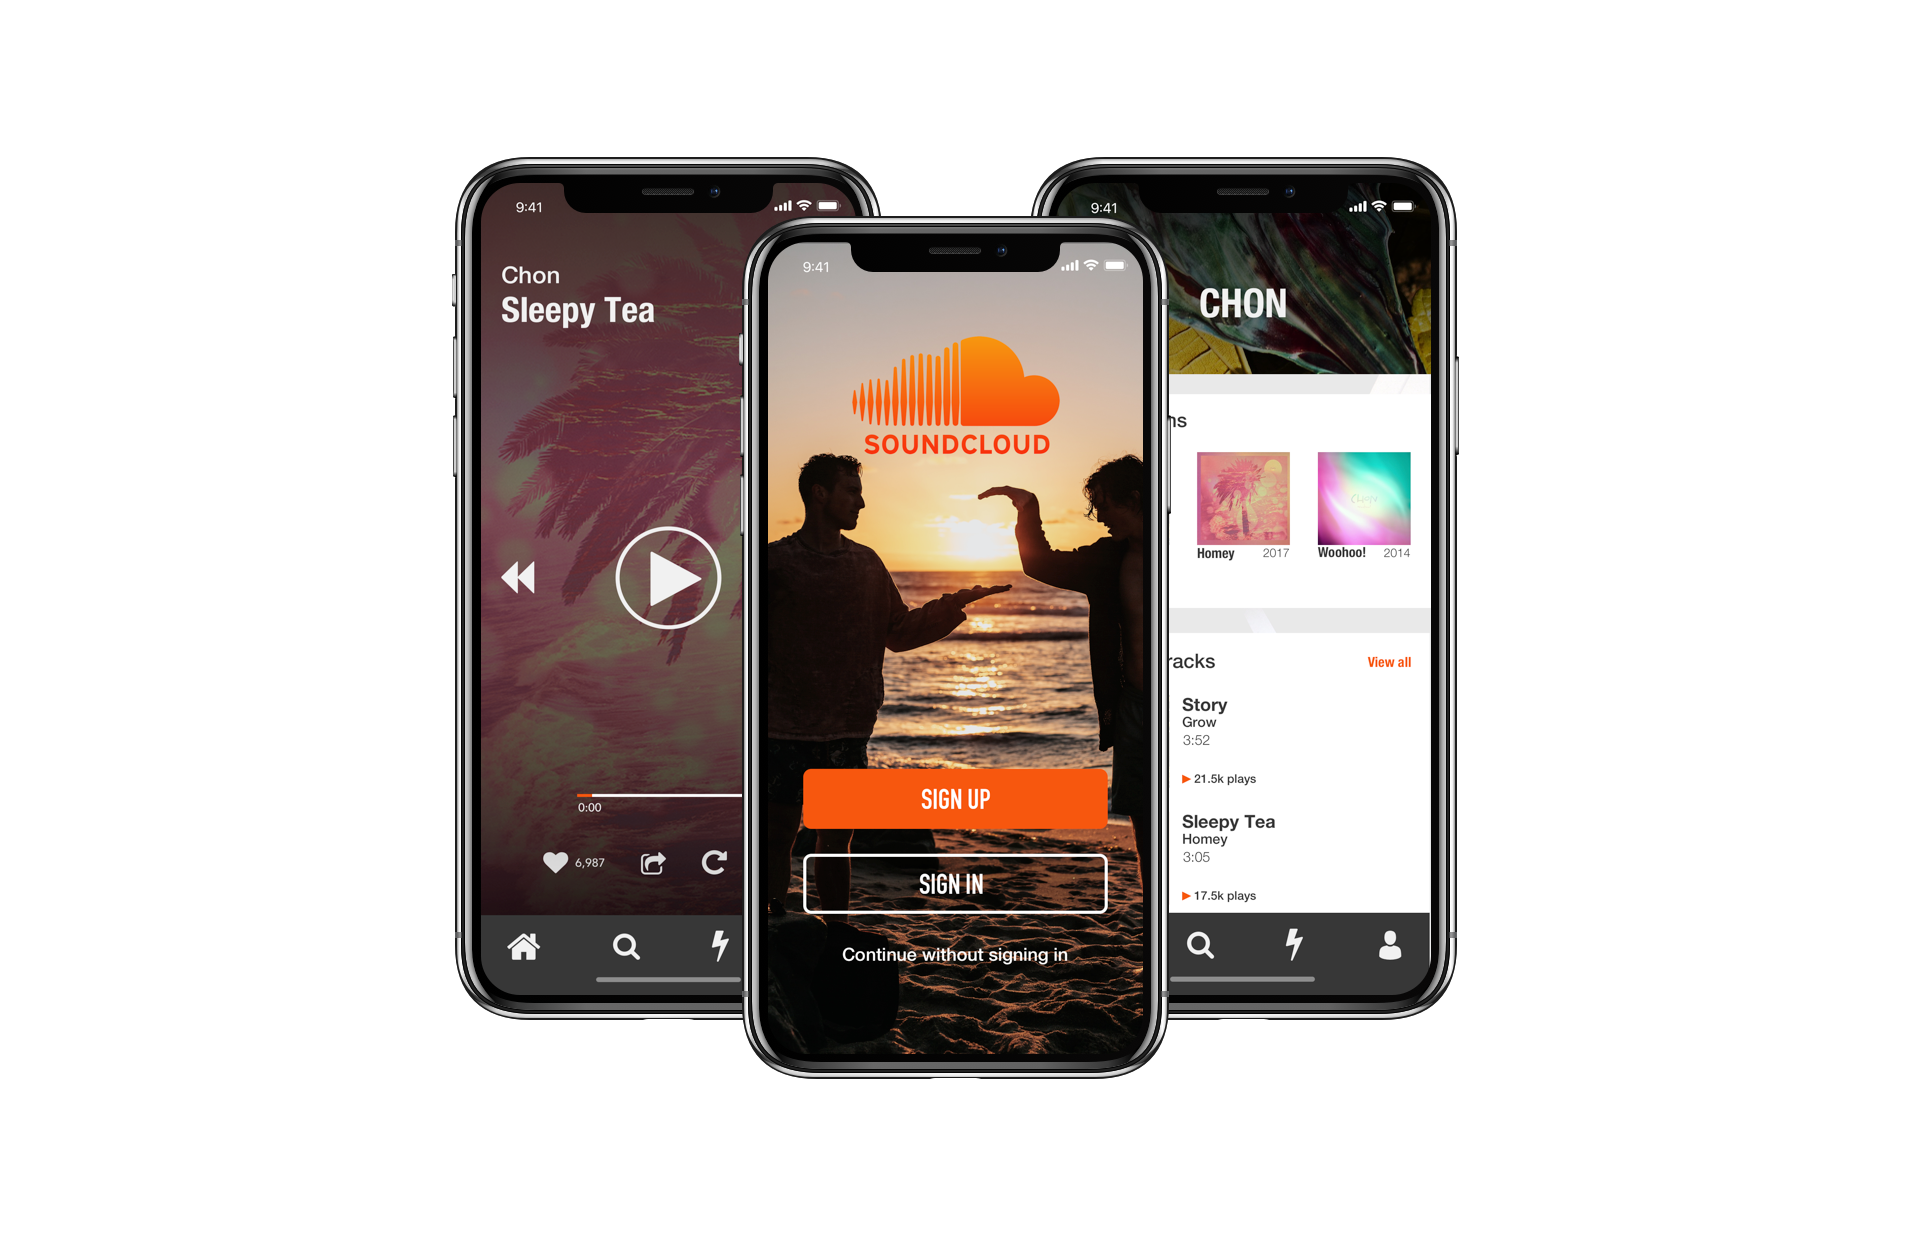 9:41
Chon
Sleepy Tea
0:00
6,987
9:41
SOUNDCLOUD
SIGN UP
SIGN IN
Continue without signing in
9:41
CHON
Homey 2017
Woohoo! 2014
View all
Story
Grow
3:52
21.5k plays
Sleepy Tea
Homey
3:05
17.5k plays